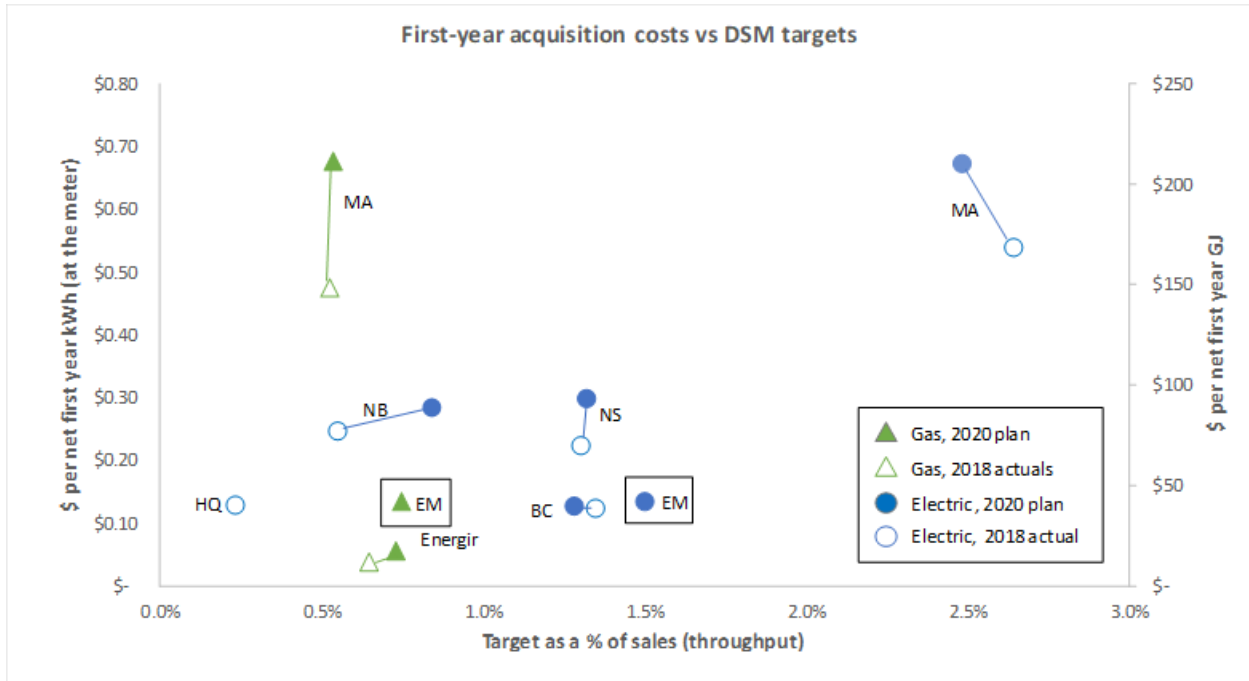 First-year acquisition costs vs DSM targets
$ per net first year kWh (at the meter)
$0.80
$0.70
$0.60
$0.50
$0.40
$0.30
$0.20
$0.10
$-
MA
MA
NB
NS
HQ
EM
BC
EM
Energir
Gas, 2020 plan
Gas, 2018 actuals
Electric, 2020 plan
Electric, 2018 actual
$250
$200
$150
$100
$50
$-
$ per net first year GJ
0.0%
0.5%
1.0%
1.5%
2.0%
2.5%
3.0%
Target as a % of sales (throughput)